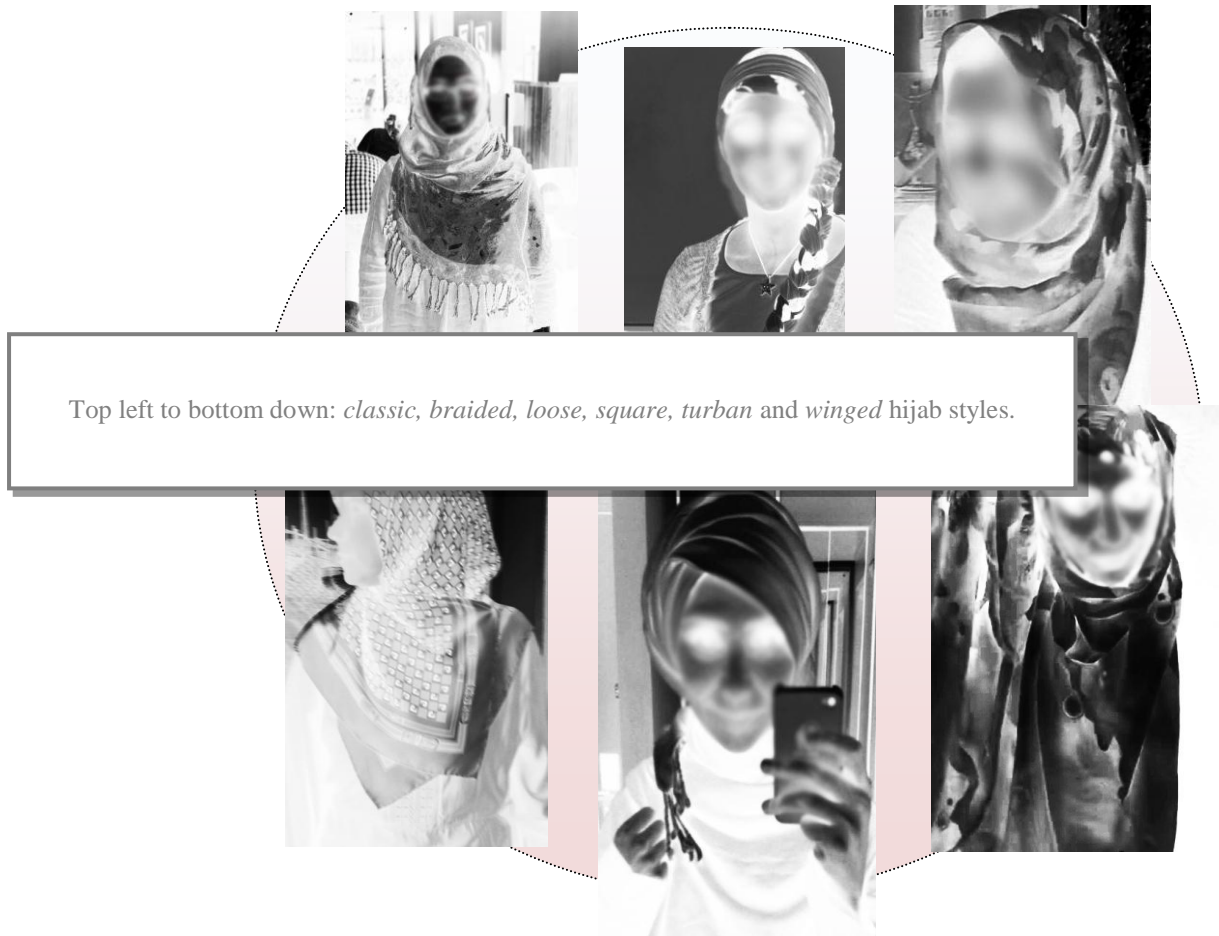 Top left to bottom down: classic, braided, loose, square, turban and winged hijab styles.